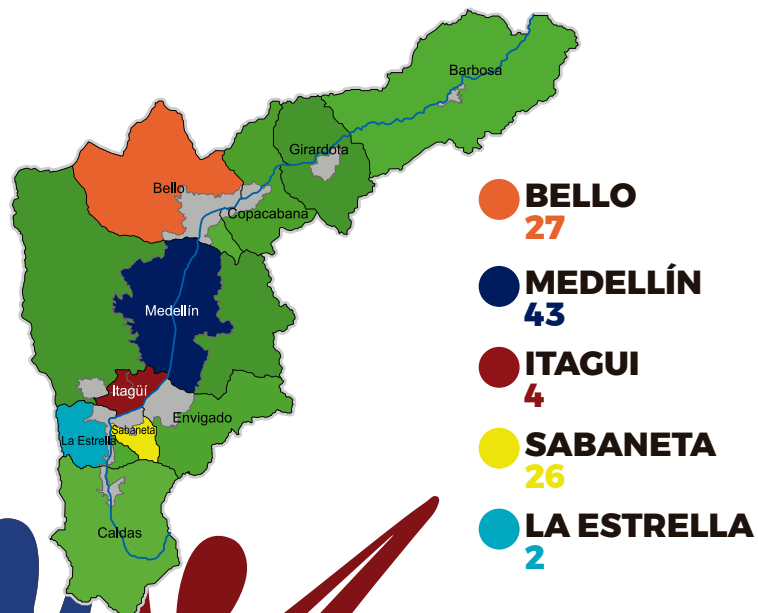 Barbosa
Girardota
Bello
Copacabana
Medellín
Itagüí
Envigado
Sabaneta
La Estrella
Caldas
BELLO
27
MEDELLÍN
43
ITAGUI
4
SABANETA
26
LA ESTRELLA
2